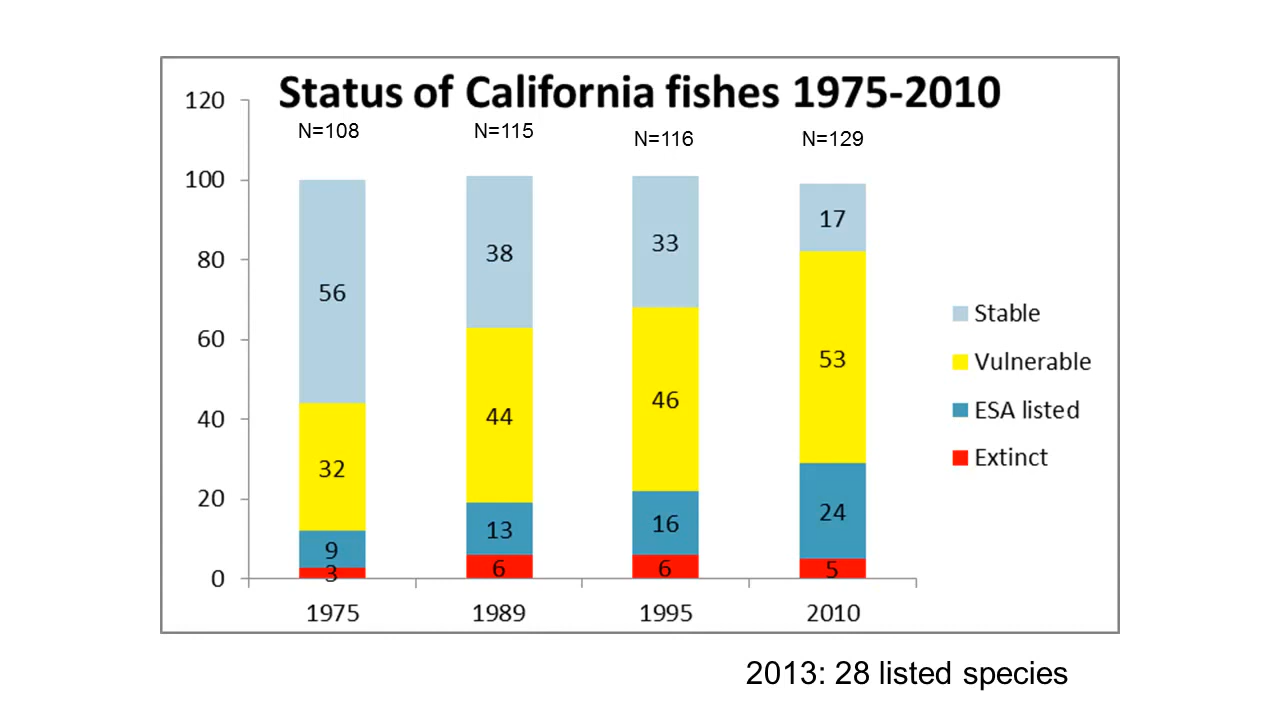 Status of California fishes 1975-2010
N=108
N=115
N=116
N=129
120
100
80
60
40
20
0
56
32
9
3
38
44
13
6
33
46
16
6
17
53
24
5
1975
1989
1995
2010
Stable
Vulnerable
ESA listed
Extinct
2013: 28 listed species